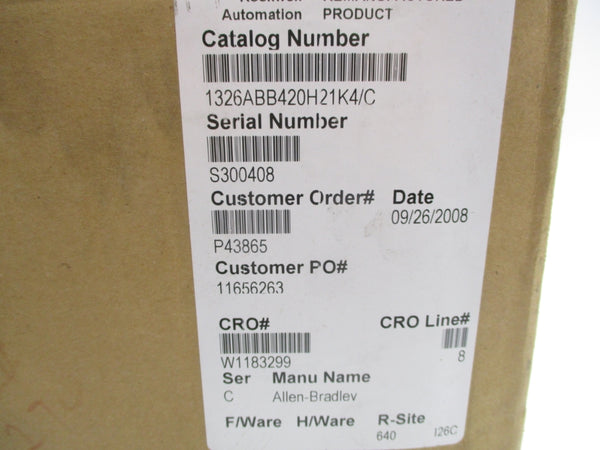 Automation PRODUCT
Catalog Number
1326ABB420H21K4/C
Serial Number
S300408
Customer Order# Date
09/26/2008
P43865
Customer PO#
11656263
CRO# CRO Line#
W1183299 8
Ser Manu Name
C Allen-Bradley
F/Ware H/Ware R-Site
640 I26C